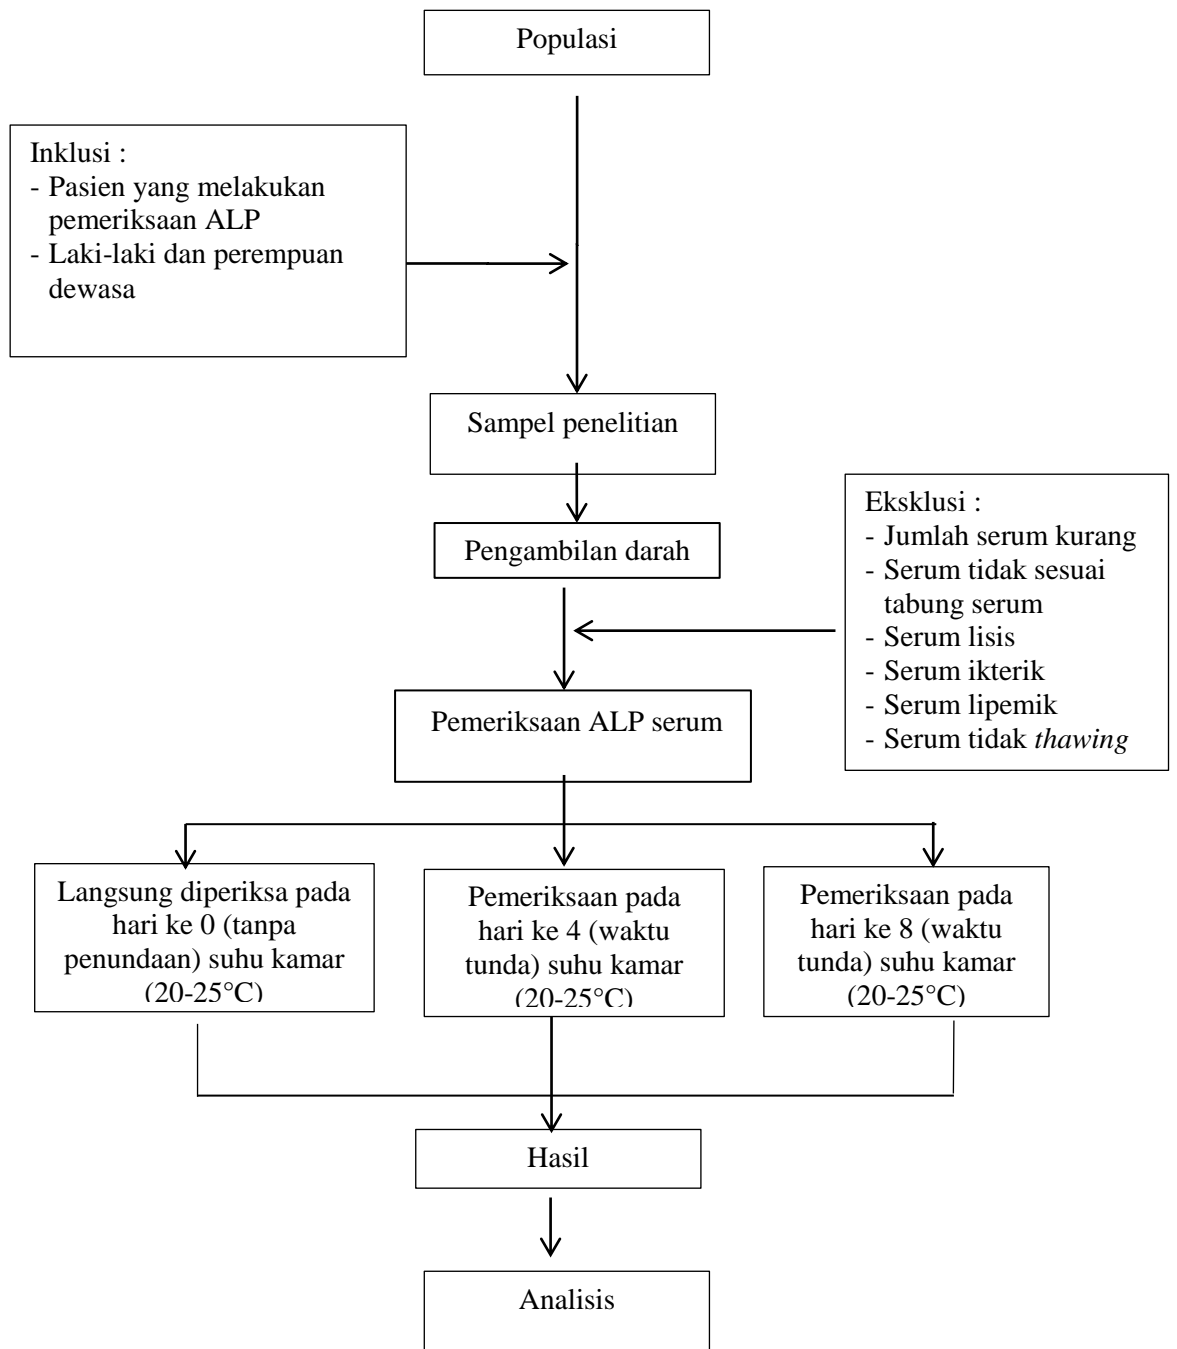 Populasi
Inklusi :
- Pasien yang melakukan
pemeriksaan ALP
- Laki-laki dan perempuan
dewasa
Sampel penelitian
Pengambilan darah
Eksklusi :
- Jumlah serum kurang
- Serum tidak sesuai
tabung serum
- Serum lisis
- Serum ikterik
- Serum lipemik
- Serum tidak thawing
Pemeriksaan ALP serum
Langsung diperiksa pada
hari ke 0 (tanpa
penundaan) suhu kamar
(20-25°C)
Pemeriksaan pada
hari ke 4 (waktu
tunda) suhu kamar
(20-25°C)
Pemeriksaan pada
hari ke 8 (waktu
tunda) suhu kamar
(20-25°C)
Hasil
Analisis